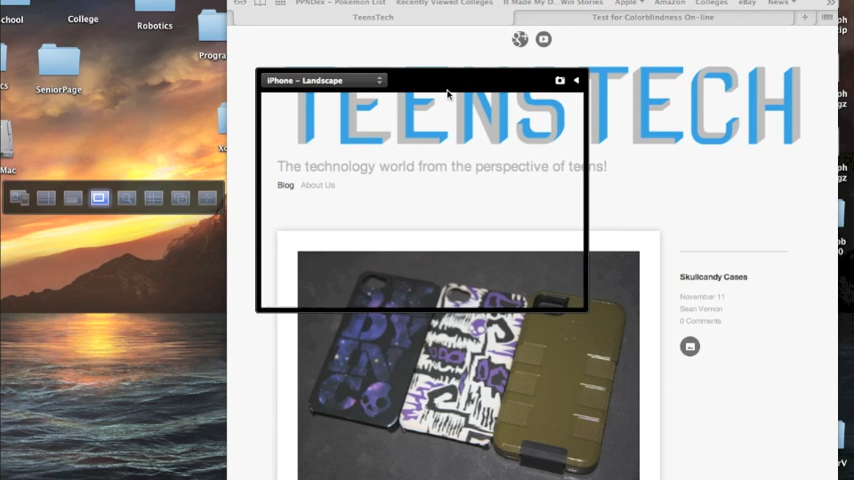 PPNDex – Pokemon List Recently Viewed Colleges It Made My D...Win Stories Apple Amazon Colleges eBay News
TeensTech Test for Colorblindness On-line
chool
College
Robotics
Progra
SeniorPage
Mac
iPhone – Landscape
TEENSTECH
The technology world from the perspective of teens!
Blog About Us
Skullcandy Cases
November 11
Sean Vernon
0 Comments